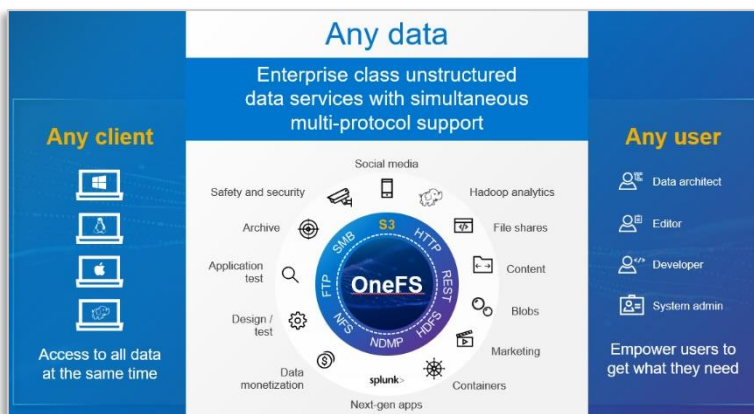 Any data
Enterprise class unstructured
data services with simultaneous
multi-protocol support
Any client
Access to all data
at the same time
Social media
Safety and security
Hadoop analytics
Archive
File shares
Application
test
Content
Design /
test
Blobs
Data
monetization
Marketing
Containers
splunk>
Next-gen apps
S3
HTTP
REST
HDFS
NDMP
NFS
FTP
SMB
OneFS
Any user
Data architect
Editor
Developer
System admin
Empower users to
get what they need